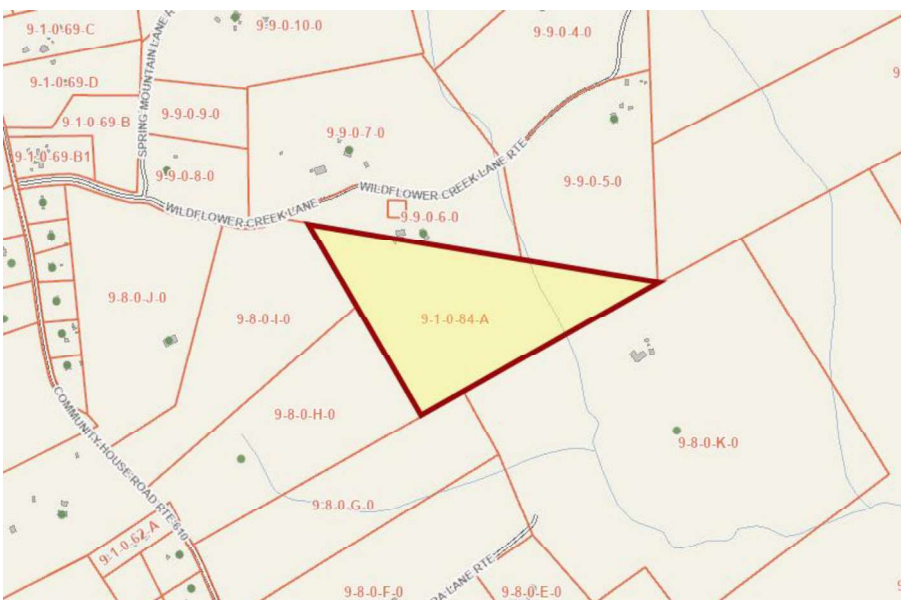 9-1-0-69-C
9-9-0-10-0
9-9-0-4-0
9-1-0-69-D
9
9-9-0-9-0
SPRING MOUNTAIN LANE
9-1-0-69-B
9-9-0-7-0
9-1-0-69-B1
9-9-0-8-0
WILDFLOWER CREEK LANE RTE
9-9-0-5-0
WILDFLOWER CREEK LANE
9-9-0-6-0
9-8-0-J-0
9-8-0-I-0
9-1-0-84-A
9-8-0-H-0
9-8-0-K-0
COMMUNITY HOUSE ROAD RTE 610
9-8-0-G-0
9-1-0-62-A
LANE RTE
9-8-0-F-0
9-8-0-E-0